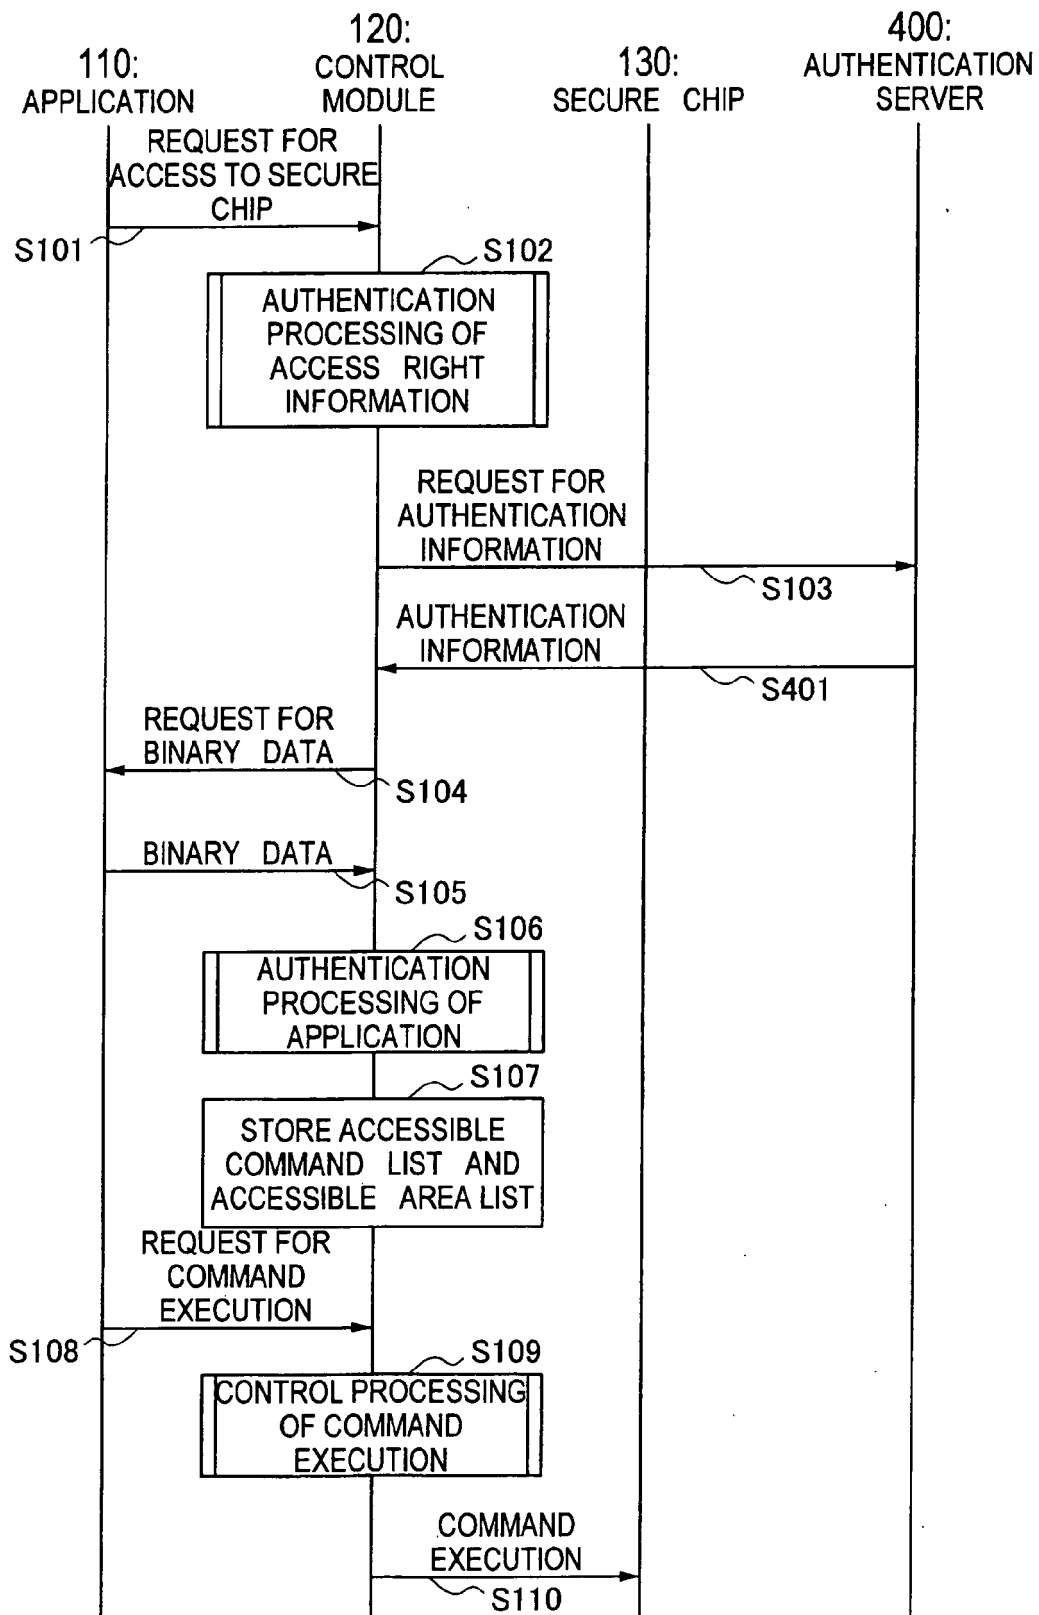 110:
APPLICATION
120:
CONTROL
MODULE
130:
SECURE CHIP
400:
AUTHENTICATION
SERVER
REQUEST FOR
ACCESS TO SECURE
CHIP
S101
S102
AUTHENTICATION
PROCESSING OF
ACCESS RIGHT
INFORMATION
REQUEST FOR
AUTHENTICATION
INFORMATION
S103
AUTHENTICATION
INFORMATION
S401
REQUEST FOR
BINARY DATA
S104
BINARY DATA
S105
S106
AUTHENTICATION
PROCESSING OF
APPLICATION
S107
STORE ACCESSIBLE
COMMAND LIST AND
ACCESSIBLE AREA LIST
REQUEST FOR
COMMAND
EXECUTION
S108
S109
CONTROL PROCESSING
OF COMMAND
EXECUTION
COMMAND
EXECUTION
S110